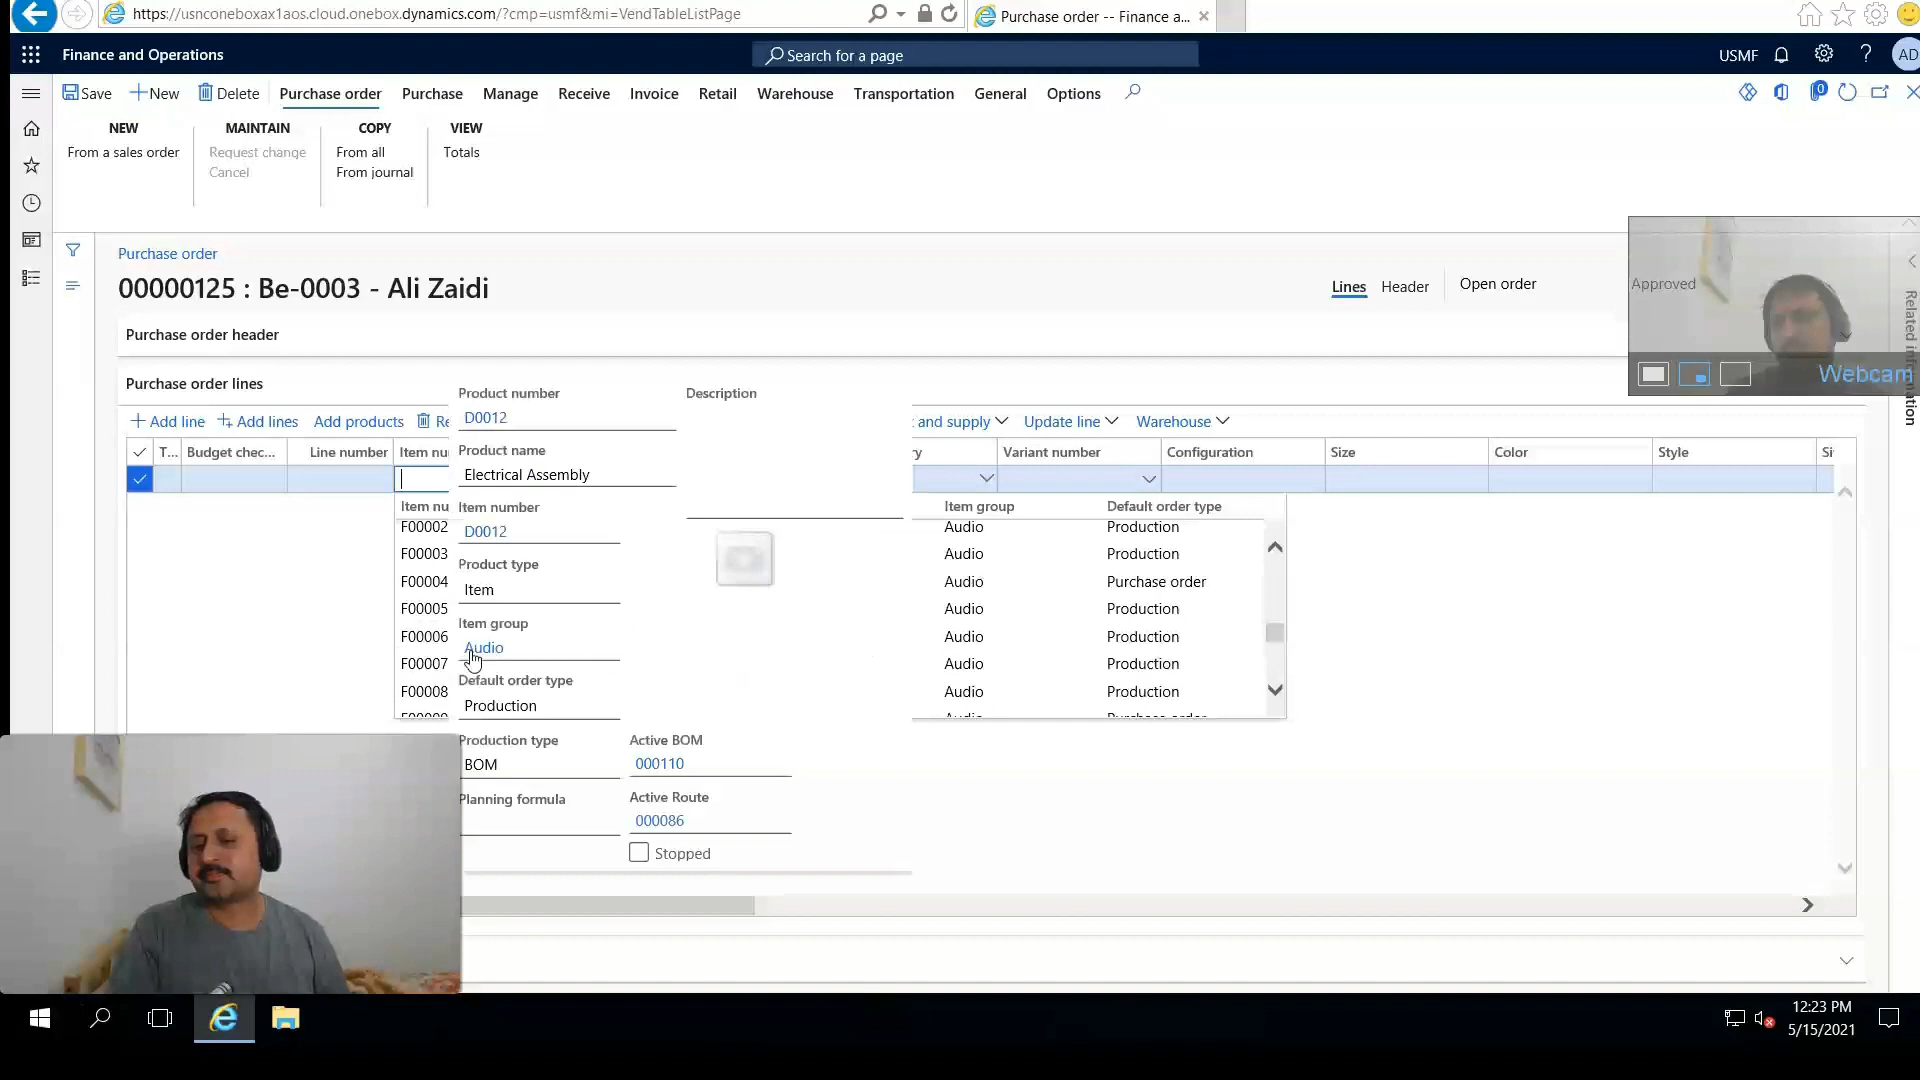 https://usnconeboxax1aos.cloud.onebox.dynamics.com/?cmp=usmf&mi=VendTableListPage
Purchase order -- Finance a...
Finance and Operations
Search for a page
USMF
AD
Save
New
Delete
Purchase order
Purchase
Manage
Receive
Invoice
Retail
Warehouse
Transportation
General
Options
0
NEW
From a sales order
MAINTAIN
Request change
Cancel
COPY
From all
From journal
VIEW
Totals
Purchase order
00000125 : Be-0003 - Ali Zaidi
Lines
Header
Open order
Approved
Webcam
Related information
Purchase order header
Purchase order lines
Add line
Add lines
Add products
Re
t and supply
Update line
Warehouse
T...
Budget chec...
Line number
Item nu
ry
Variant number
Configuration
Size
Color
Style
Si
Product number
D0012
Description
Product name
Electrical Assembly
Item number
D0012
Product type
Item
Item group
Audio
Default order type
Production
Production type
BOM
Active BOM
000110
Planning formula
Active Route
000086
Stopped
Item nu
Item group
Default order type
F00002
Audio
Production
F00003
Audio
Production
F00004
Audio
Purchase order
F00005
Audio
Production
F00006
Audio
Production
F00007
Audio
Production
F00008
Audio
Production
12:23 PM
5/15/2021